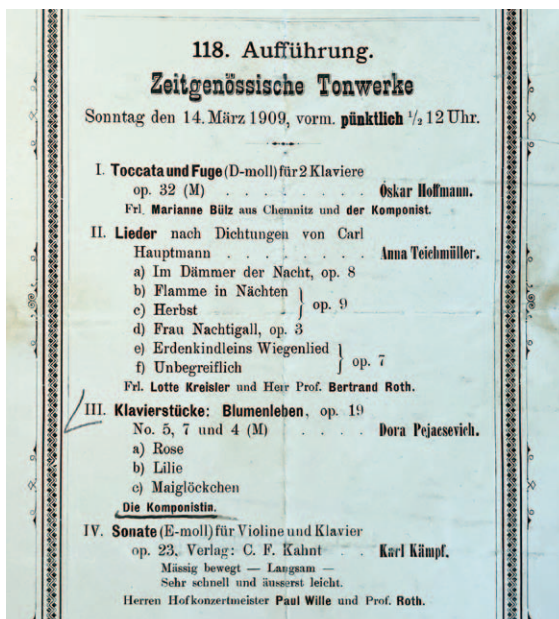 118. Aufführung.
Zeitgenössische Tonwerke
Sonntag den 14. März 1909, vorm. pünktlich ½ 12 Uhr.
I. Toccata und Fuge (D-moll) für 2 Klaviere
op. 32 (M) . . . . . . . . Oskar Hoffmann.
Frl. Marianne Bülz aus Chemnitz und der Komponist.
II. Lieder nach Dichtungen von Carl
Hauptmann . . . . . . . . Anna Teichmüller.
a) Im Dämmer der Nacht, op. 8
b) Flamme in Nächten
c) Herbst } op. 9
d) Frau Nachtigall, op. 3
e) Erdenkindleins Wiegenlied
f) Unbegreiflich } op. 7
Frl. Lotte Kreisler und Herr Prof. Bertrand Roth.
III. Klavierstücke: Blumenleben, op. 19
No. 5, 7 und 4 (M) . . . . Dora Pejacsevich.
a) Rose
b) Lilie
c) Maiglöckchen
Die Komponistin.
IV. Sonate (E-moll) für Violine und Klavier
op. 23, Verlag: C. F. Kahnt . . Karl Kämpf.
Mässig bewegt — Langsam —
Sehr schnell und äusserst leicht.
Herren Hofkonzertmeister Paul Wille und Prof. Roth.